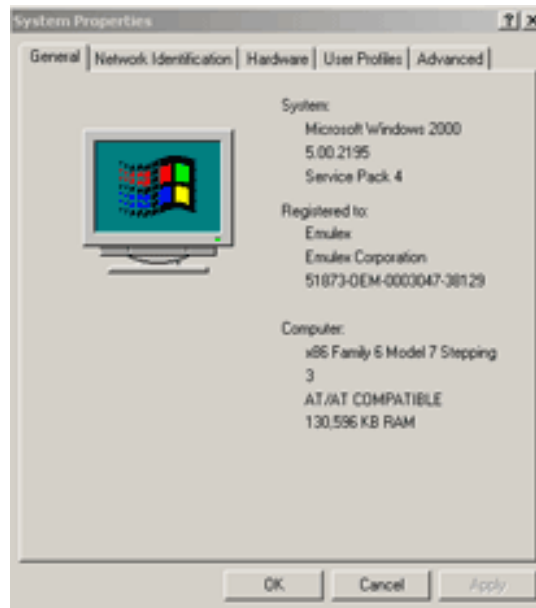 System Properties
General Network Identification Hardware User Profiles Advanced
System:
Microsoft Windows 2000
5.00.2195
Service Pack 4
Registered to:
Emulex
Emulex Corporation
51873-OEM-0003047-38129
Computer:
x86 Family 6 Model 7 Stepping
3
AT/AT COMPATIBLE
130,596 KB RAM
OK Cancel Apply